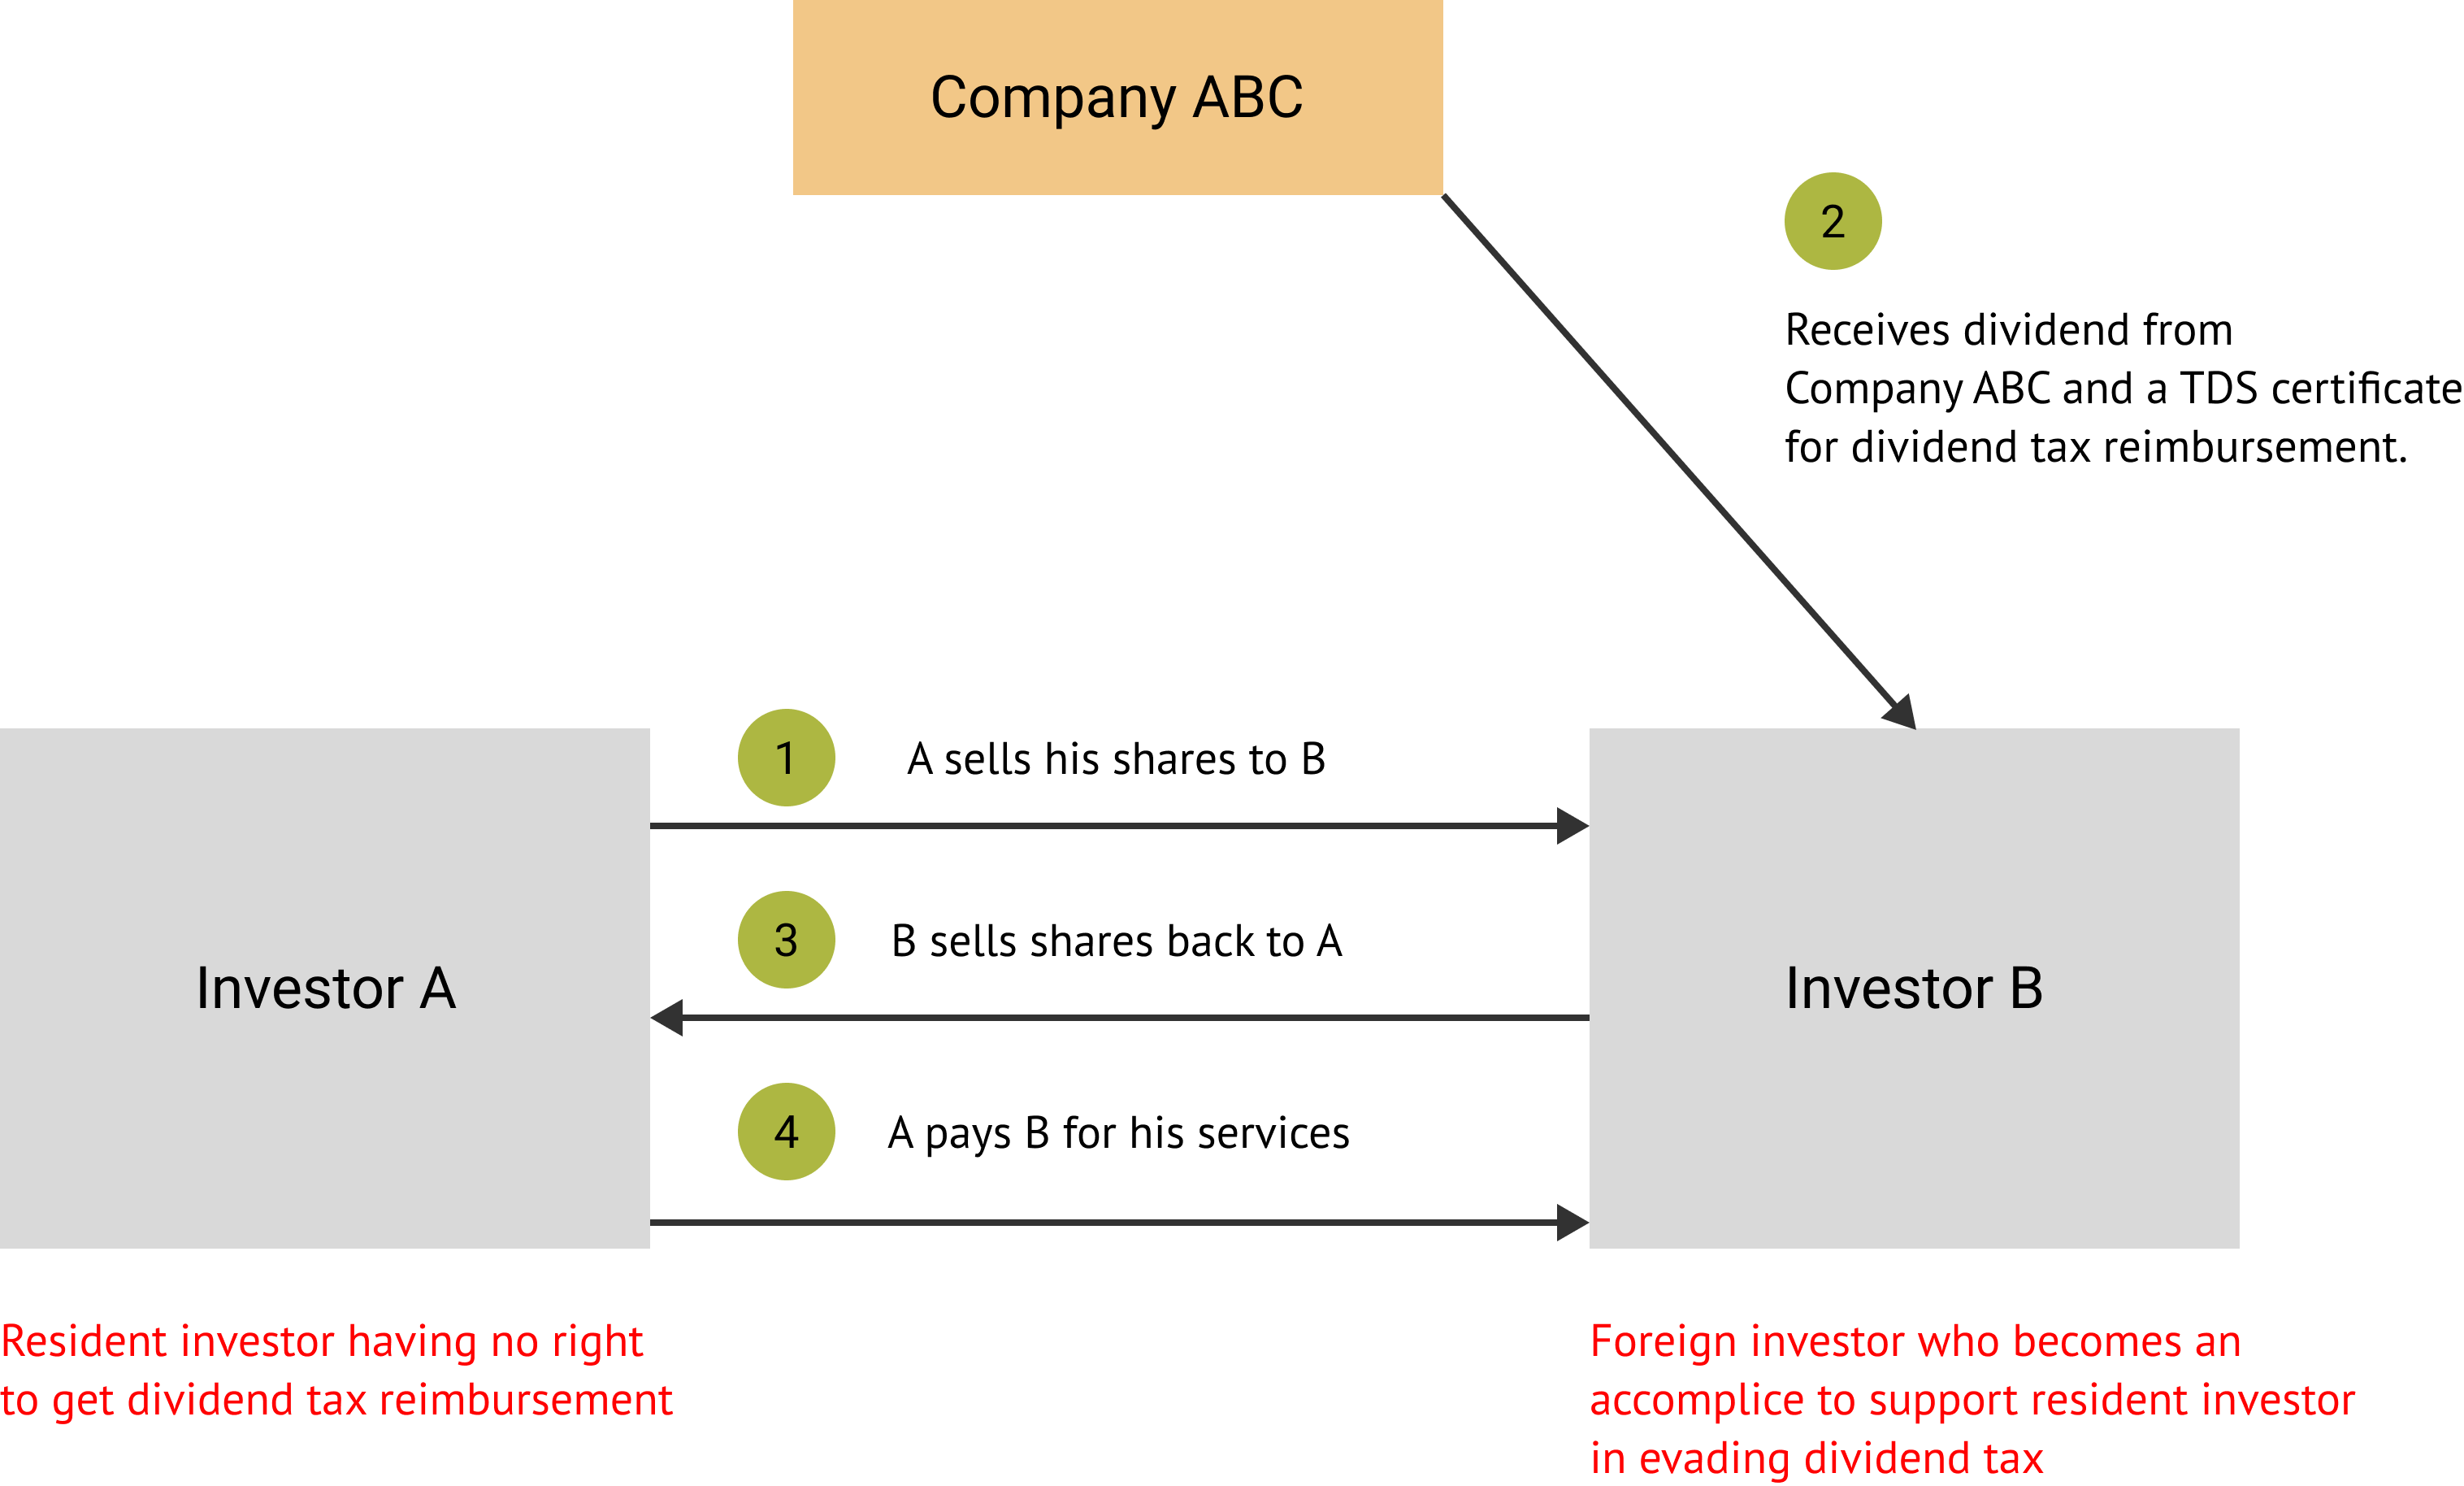 Company ABC
2
Receives dividend from
Company ABC and a TDS certificate
for dividend tax reimbursement.
1
A sells his shares to B
3
B sells shares back to A
Investor A
Investor B
4
A pays B for his services
Resident investor having no right
to get dividend tax reimbursement
Foreign investor who becomes an
accomplice to support resident investor
in evading dividend tax